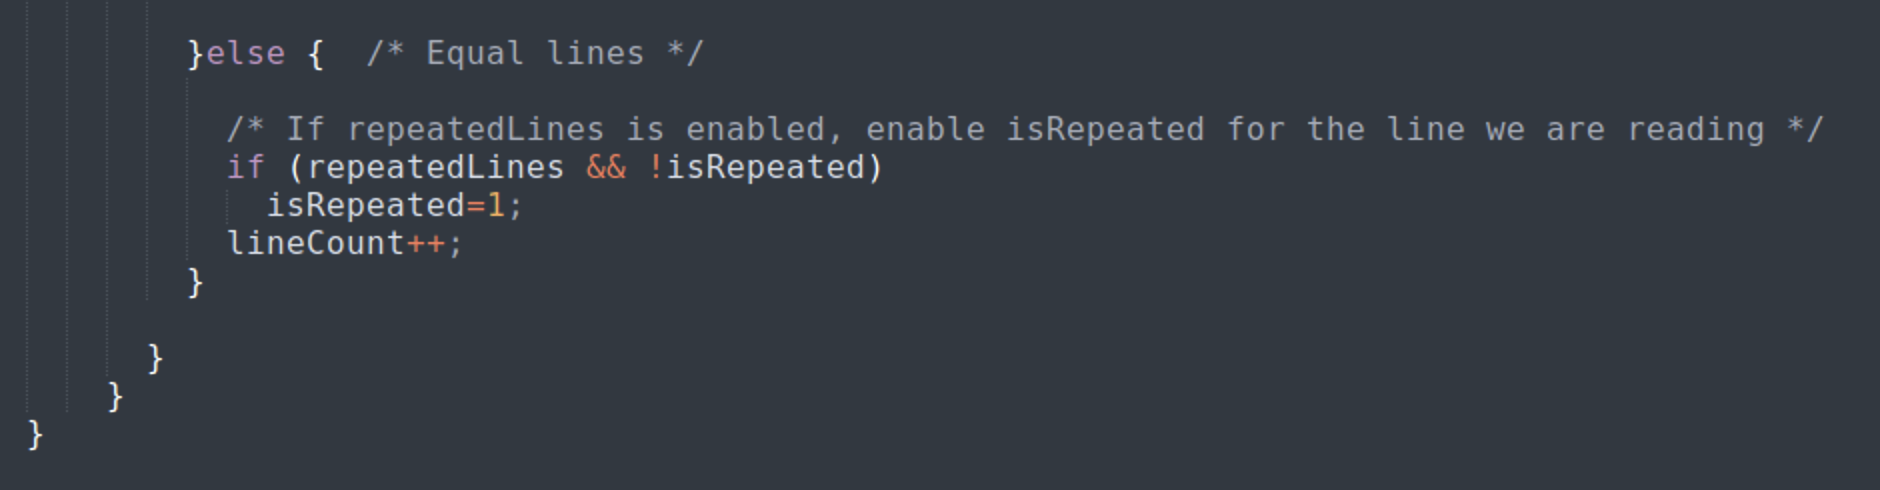 }else {  /* Equal lines */
/* If repeatedLines is enabled, enable isRepeated for the line we are reading */
if (repeatedLines && !isRepeated)
isRepeated=1;
lineCount++;
}
}
}
}